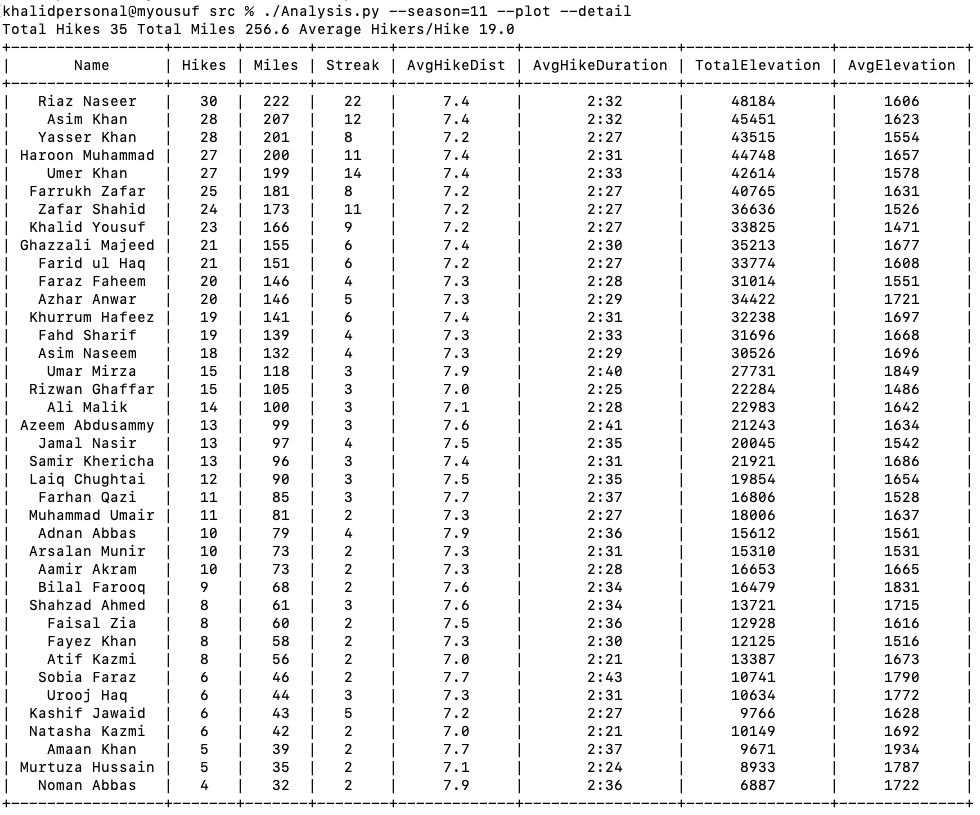 khalidpersonal@myousuf src % ./Analysis.py --season=11 --plot --detail
Total Hikes 35 Total Miles 256.6 Average Hikers/Hike 19.0
+------------------+-------+-------+--------+-------------+-----------------+----------------+--------------+
| Name | Hikes | Miles | Streak | AvgHikeDist | AvgHikeDuration | TotalElevation | AvgElevation |
+------------------+-------+-------+--------+-------------+-----------------+----------------+--------------+
| Riaz Naseer | 30 | 222 | 22 | 7.4 | 2:32 | 48184 | 1606 |
| Asim Khan | 28 | 207 | 12 | 7.4 | 2:32 | 45451 | 1623 |
| Yasser Khan | 28 | 201 | 8 | 7.2 | 2:27 | 43515 | 1554 |
| Haroon Muhammad | 27 | 200 | 11 | 7.4 | 2:31 | 44748 | 1657 |
| Umer Khan | 27 | 199 | 14 | 7.4 | 2:33 | 42614 | 1578 |
| Farrukh Zafar | 25 | 181 | 8 | 7.2 | 2:27 | 40765 | 1631 |
| Zafar Shahid | 24 | 173 | 11 | 7.2 | 2:27 | 36636 | 1526 |
| Khalid Yousuf | 23 | 166 | 9 | 7.2 | 2:27 | 33825 | 1471 |
| Ghazzali Majeed | 21 | 155 | 6 | 7.4 | 2:30 | 35213 | 1677 |
| Farid ul Haq | 21 | 151 | 6 | 7.2 | 2:27 | 33774 | 1608 |
| Faraz Faheem | 20 | 146 | 4 | 7.3 | 2:28 | 31014 | 1551 |
| Azhar Anwar | 20 | 146 | 5 | 7.3 | 2:29 | 34422 | 1721 |
| Khurrum Hafeez | 19 | 141 | 6 | 7.4 | 2:31 | 32238 | 1697 |
| Fahd Sharif | 19 | 139 | 4 | 7.3 | 2:33 | 31696 | 1668 |
| Asim Naseem | 18 | 132 | 4 | 7.3 | 2:29 | 30526 | 1696 |
| Umar Mirza | 15 | 118 | 3 | 7.9 | 2:40 | 27731 | 1849 |
| Rizwan Ghaffar | 15 | 105 | 3 | 7.0 | 2:25 | 22284 | 1486 |
| Ali Malik | 14 | 100 | 3 | 7.1 | 2:28 | 22983 | 1642 |
| Azeem Abdusammy | 13 | 99 | 3 | 7.6 | 2:41 | 21243 | 1634 |
| Jamal Nasir | 13 | 97 | 4 | 7.5 | 2:35 | 20045 | 1542 |
| Samir Khericha | 13 | 96 | 3 | 7.4 | 2:31 | 21921 | 1686 |
| Laiq Chughtai | 12 | 90 | 3 | 7.5 | 2:35 | 19854 | 1654 |
| Farhan Qazi | 11 | 85 | 3 | 7.7 | 2:37 | 16806 | 1528 |
| Muhammad Umair | 11 | 81 | 2 | 7.3 | 2:27 | 18006 | 1637 |
| Adnan Abbas | 10 | 79 | 4 | 7.9 | 2:36 | 15612 | 1561 |
| Arsalan Munir | 10 | 73 | 2 | 7.3 | 2:31 | 15310 | 1531 |
| Aamir Akram | 10 | 73 | 2 | 7.3 | 2:28 | 16653 | 1665 |
| Bilal Farooq | 9 | 68 | 2 | 7.6 | 2:34 | 16479 | 1831 |
| Shahzad Ahmed | 8 | 61 | 3 | 7.6 | 2:34 | 13721 | 1715 |
| Faisal Zia | 8 | 60 | 2 | 7.5 | 2:36 | 12928 | 1616 |
| Fayez Khan | 8 | 58 | 2 | 7.3 | 2:30 | 12125 | 1516 |
| Atif Kazmi | 8 | 56 | 2 | 7.0 | 2:21 | 13387 | 1673 |
| Sobia Faraz | 6 | 46 | 2 | 7.7 | 2:43 | 10741 | 1790 |
| Urooj Haq | 6 | 44 | 3 | 7.3 | 2:31 | 10634 | 1772 |
| Kashif Jawaid | 6 | 43 | 5 | 7.2 | 2:27 | 9766 | 1628 |
| Natasha Kazmi | 6 | 42 | 2 | 7.0 | 2:21 | 10149 | 1692 |
| Amaan Khan | 5 | 39 | 2 | 7.7 | 2:37 | 9671 | 1934 |
| Murtuza Hussain | 5 | 35 | 2 | 7.1 | 2:24 | 8933 | 1787 |
| Noman Abbas | 4 | 32 | 2 | 7.9 | 2:36 | 6887 | 1722 |
+------------------+-------+-------+--------+-------------+-----------------+----------------+--------------+